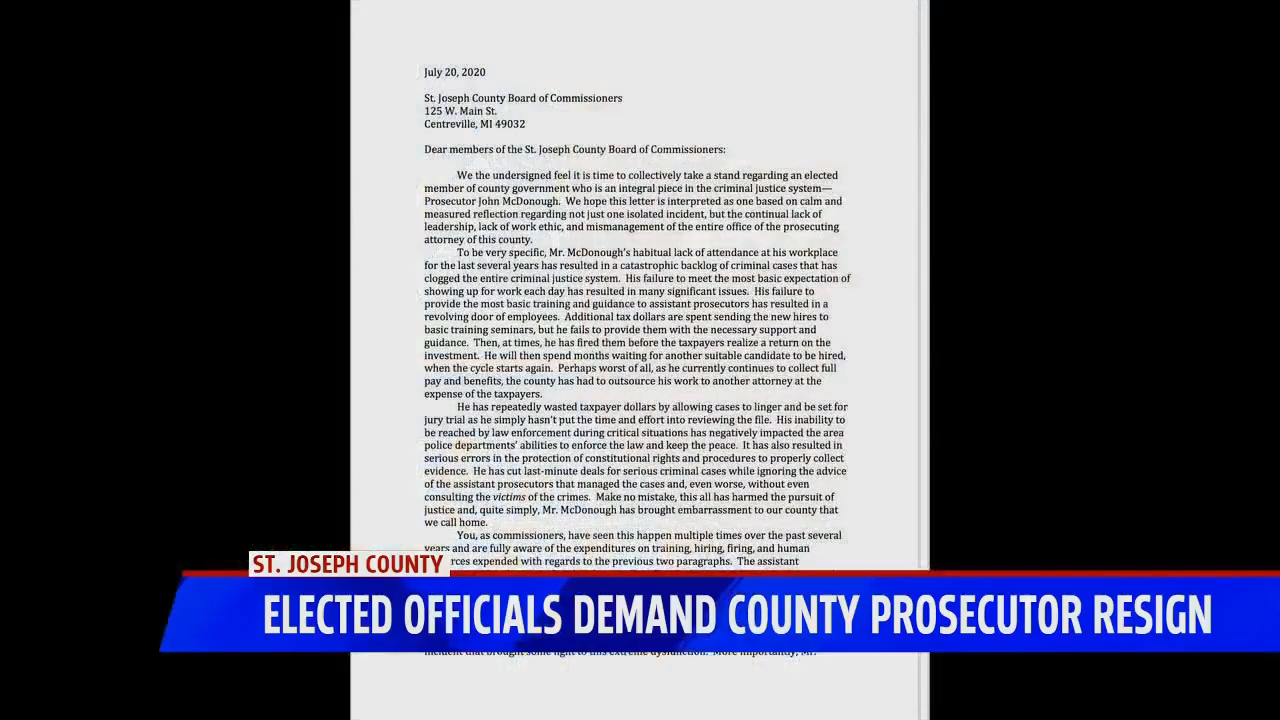 July 20, 2020
St. Joseph County Board of Commissioners
125 W. Main St.
Centreville, MI 49032
Dear members of the St. Joseph County Board of Commissioners:
We the undersigned feel it is time to collectively take a stand regarding an elected
member of county government who is an integral piece in the criminal justice system—
Prosecutor John McDonough. We hope this letter is interpreted as one based on calm and
measured reflection regarding not just one isolated incident, but the continual lack of
leadership, lack of work ethic, and mismanagement of the entire office of the prosecuting
attorney of this county.
To be very specific, Mr. McDonough's habitual lack of attendance at his workplace
for the last several years has resulted in a catastrophic backlog of criminal cases that has
clogged the entire criminal justice system. His failure to meet the most basic expectation of
showing up for work each day has resulted in many significant issues. His failure to
provide the most basic training and guidance to assistant prosecutors has resulted in a
revolving door of employees. Additional tax dollars are spent sending the new hires to
basic training seminars, but he fails to provide them with the necessary support and
guidance. Then, at times, he has fired them before the taxpayers realize a return on the
investment. He will then spend months waiting for another suitable candidate to be hired,
when the cycle starts again. Perhaps worst of all, as he currently continues to collect full
pay and benefits, the county has had to outsource his work to another attorney at the
expense of the taxpayers.
He has repeatedly wasted taxpayer dollars by allowing cases to linger and be set for
jury trial as he simply hasn't put the time and effort into reviewing the file. His inability to
be reached by law enforcement during critical situations has negatively impacted the area
police departments' abilities to enforce the law and keep the peace. It has also resulted in
serious errors in the protection of constitutional rights and procedures to properly collect
evidence. He has cut last-minute deals for serious criminal cases while ignoring the advice
of the assistant prosecutors that managed the cases and, even worse, without even
consulting the victims of the crimes. Make no mistake, this all has harmed the pursuit of
justice and, quite simply, Mr. McDonough has brought embarrassment to our county that
we call home.
You, as commissioners, have seen this happen multiple times over the past several
years and are fully aware of the expenditures on training, hiring, firing, and human
rces expended with regards to the previous two paragraphs. The assistant
ST. JOSEPH COUNTY
ELECTED OFFICIALS DEMAND COUNTY PROSECUTOR RESIGN
incident that brought some light to this extreme dysfunction. More importantly, Mr.